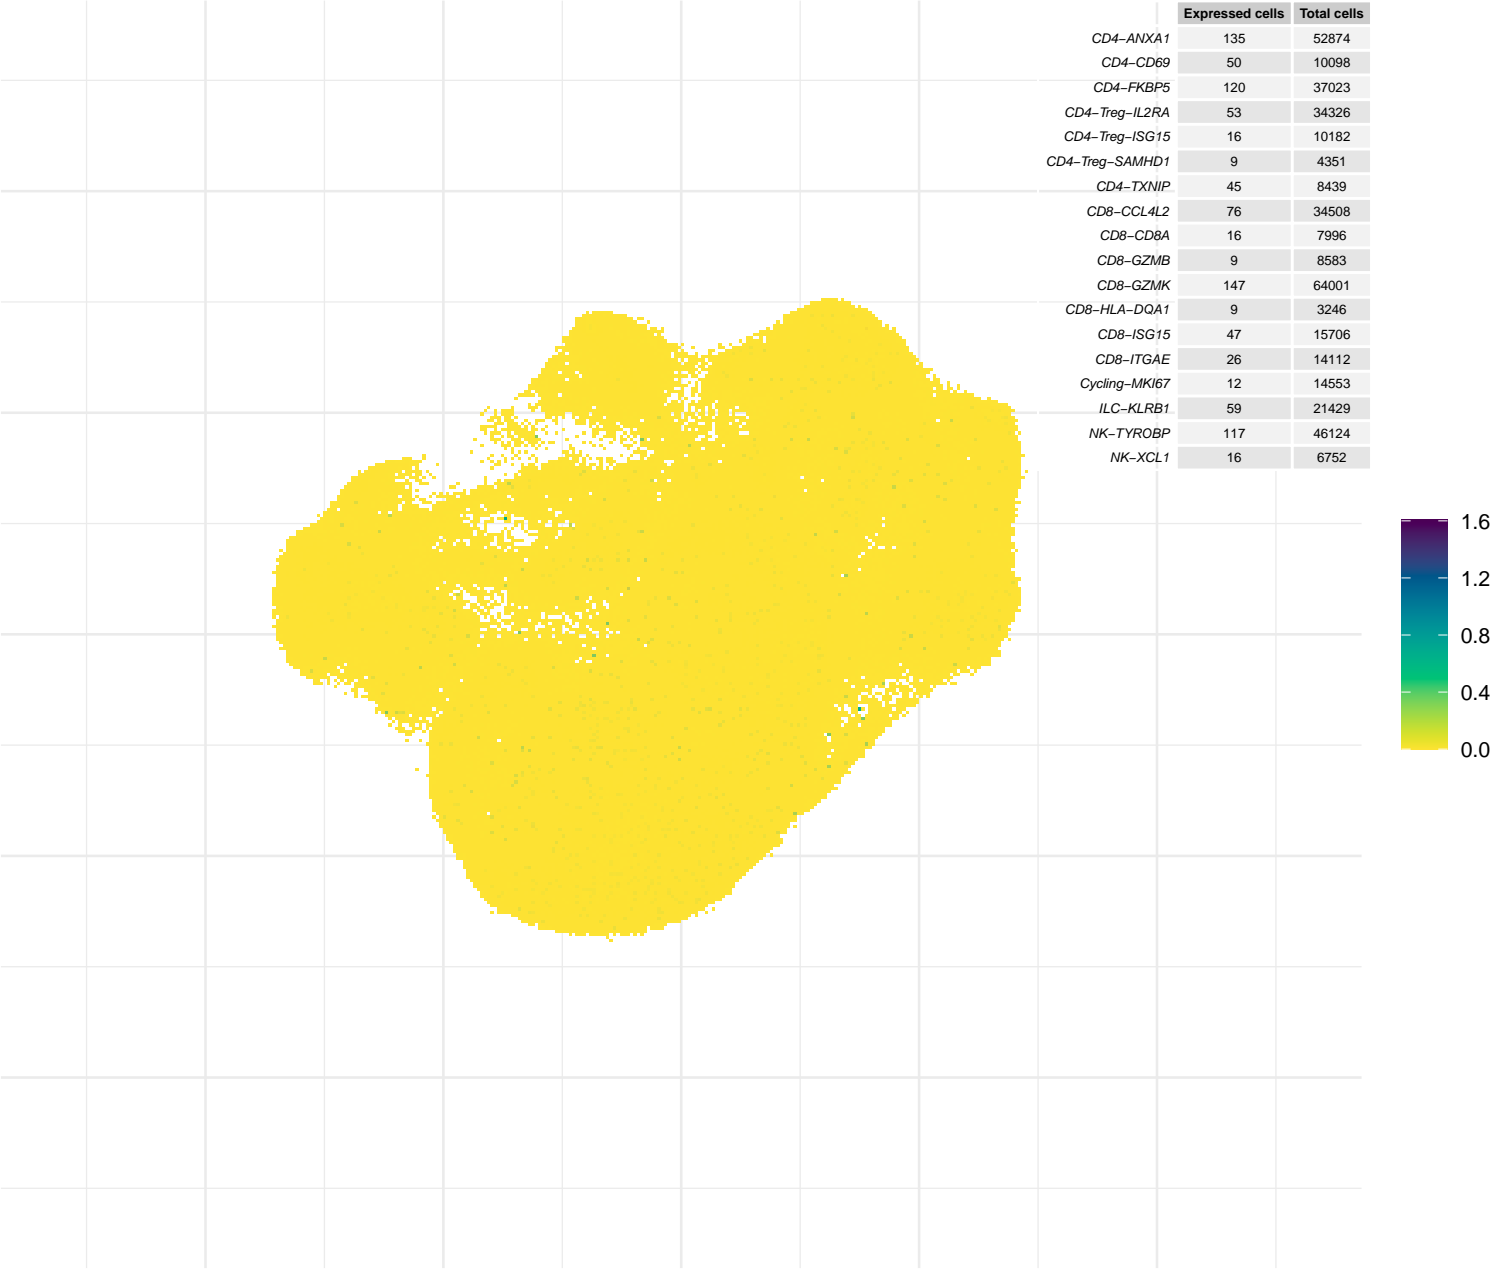 Expressed cells Total cells
CD4−ANXA1 135 52874
CD4−CD69 50 10098
CD4−FKBP5 120 37023
CD4−Treg−IL2RA 53 34326
CD4−Treg−ISG15 16 10182
CD4−Treg−SAMHD1 9 4351
CD4−TXNIP 45 8439
CD8−CCL4L2 76 34508
CD8−CD8A 16 7996
CD8−GZMB 9 8583
CD8−GZMK 147 64001
CD8−HLA−DQA1 9 3246
CD8−ISG15 47 15706
CD8−ITGAE 26 14112
Cycling−MKI67 12 14553
ILC−KLRB1 59 21429
NK−TYROBP 117 46124
NK−XCL1 16 6752
1.6
1.2
0.8
0.4
0.0